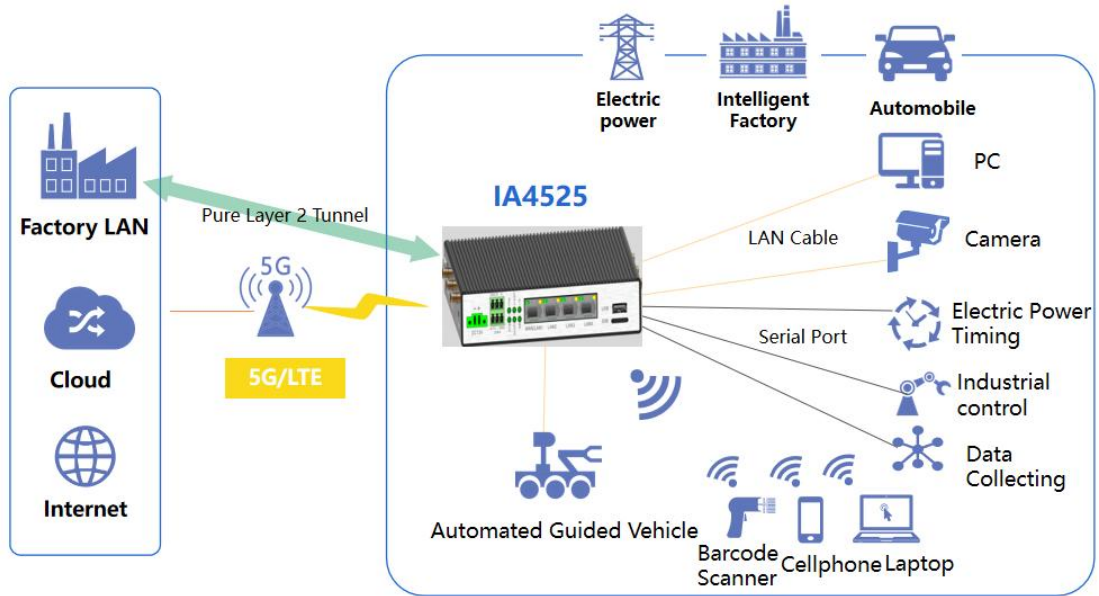 Electric
power
Intelligent
Factory
Automobile
Factory LAN
Cloud
Internet
Pure Layer 2 Tunnel
5G
5G/LTE
IA4525
LAN Cable
Serial Port
PC
Camera
Electric Power
Timing
Industrial
control
Data
Collecting
Automated Guided Vehicle
Barcode
Scanner
Cellphone
Laptop